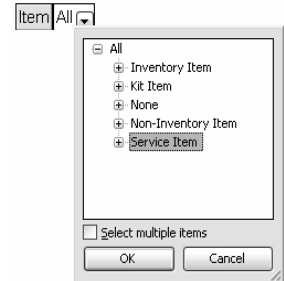 Item All
All
Inventory Item
Kit Item
None
Non-Inventory Item
Service Item
Select multiple items
OK Cancel